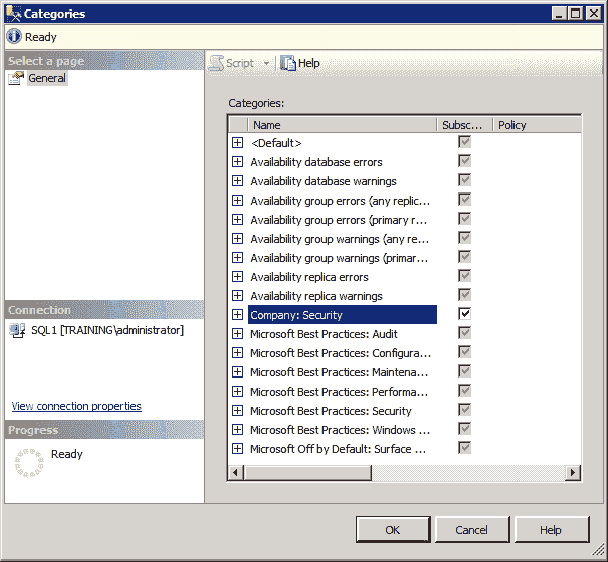 Categories
Ready
Select a page
General
Script
Help
Categories:
Name Subsc... Policy
<Default>
Availability database errors
Availability database warnings
Availability group errors (any replic...
Availability group errors (primary r...
Availability group warnings (any re...
Availability group warnings (primar...
Availability replica errors
Availability replica warnings
Company: Security
Microsoft Best Practices: Audit
Microsoft Best Practices: Configura...
Microsoft Best Practices: Maintena...
Microsoft Best Practices: Performa...
Microsoft Best Practices: Security
Microsoft Best Practices: Windows ...
Microsoft Off by Default: Surface ...
Connection
SQL1 [TRAINING\administrator]
View connection properties
Progress
Ready
OK Cancel Help